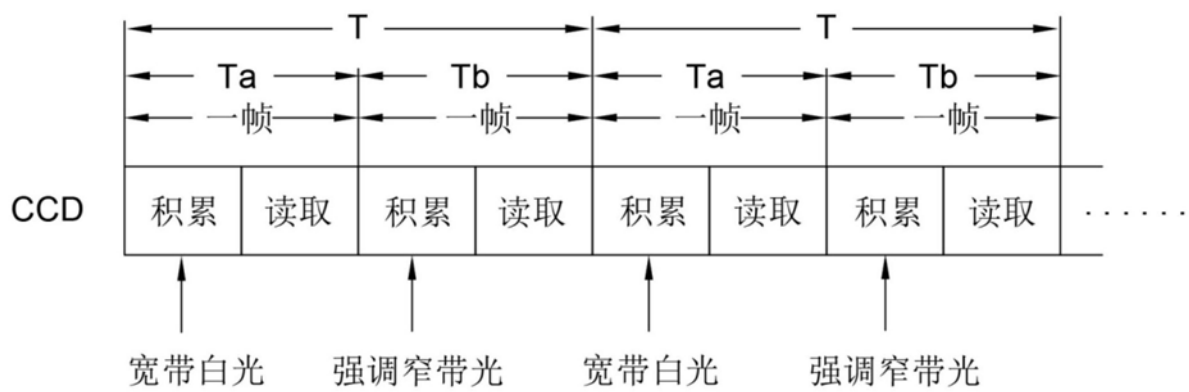 T T
Ta Tb Ta Tb
一帧 一帧 一帧 一帧
CCD 积累 读取 积累 读取 积累 读取 积累 读取 ······
宽带白光 强调窄带光 宽带白光 强调窄带光